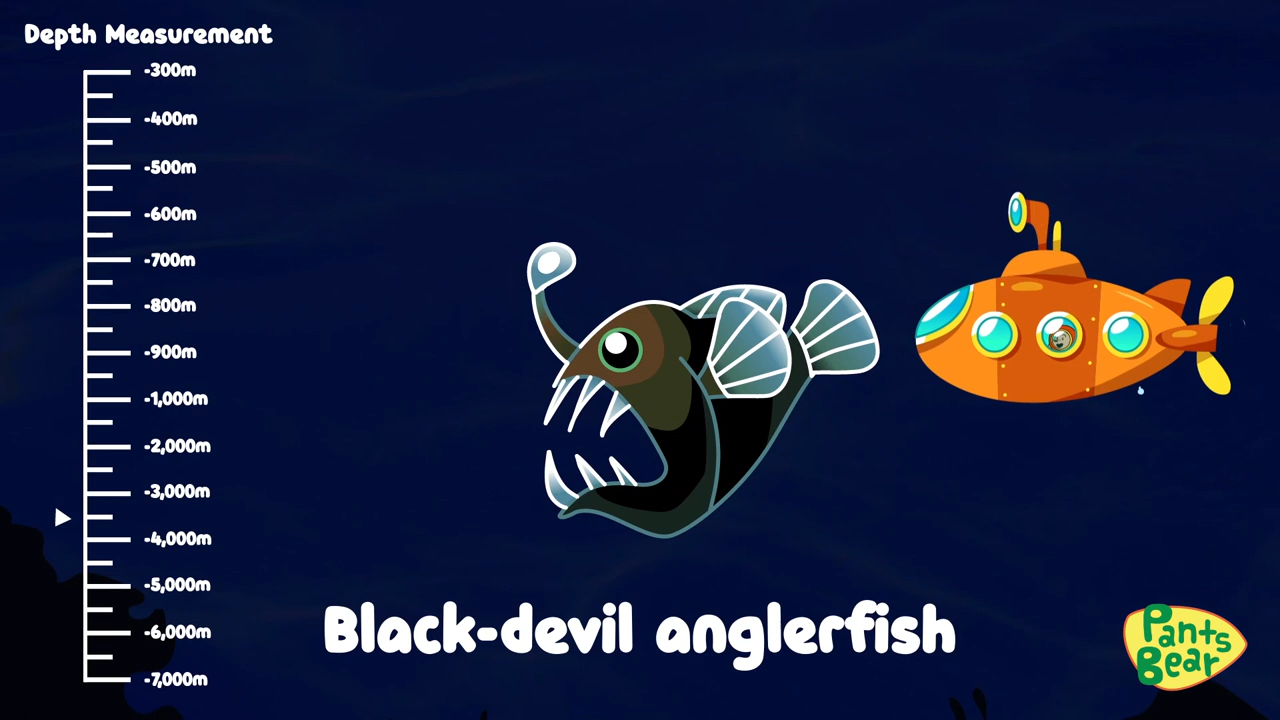 Depth Measurement
-300m
-400m
-500m
-600m
-700m
-800m
-900m
-1,000m
-2,000m
-3,000m
-4,000m
-5,000m
-6,000m
-7,000m
Black-devil anglerfish
Pants
Bear